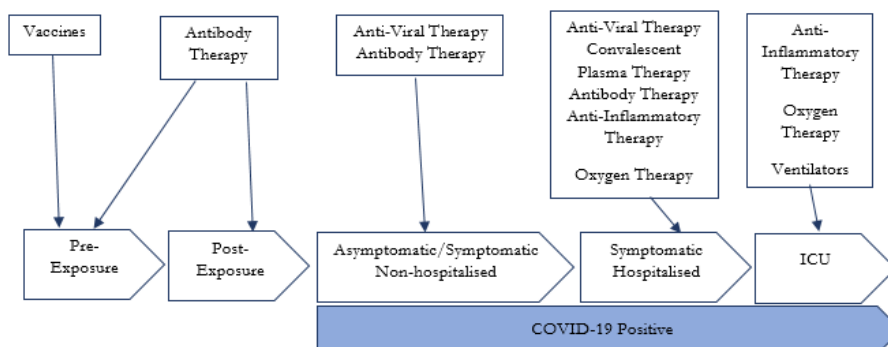 Vaccines
Antibody
Therapy
Anti-Viral Therapy
Antibody Therapy
Anti-Viral Therapy
Convalescent
Plasma Therapy
Antibody Therapy
Anti-Inflammatory
Therapy
Oxygen Therapy
Anti-
Inflammatory
Therapy
Oxygen
Therapy
Ventilators
Pre-
Exposure
Post-
Exposure
Asymptomatic/Symptomatic
Non-hospitalised
Symptomatic
Hospitalised
ICU
COVID-19 Positive